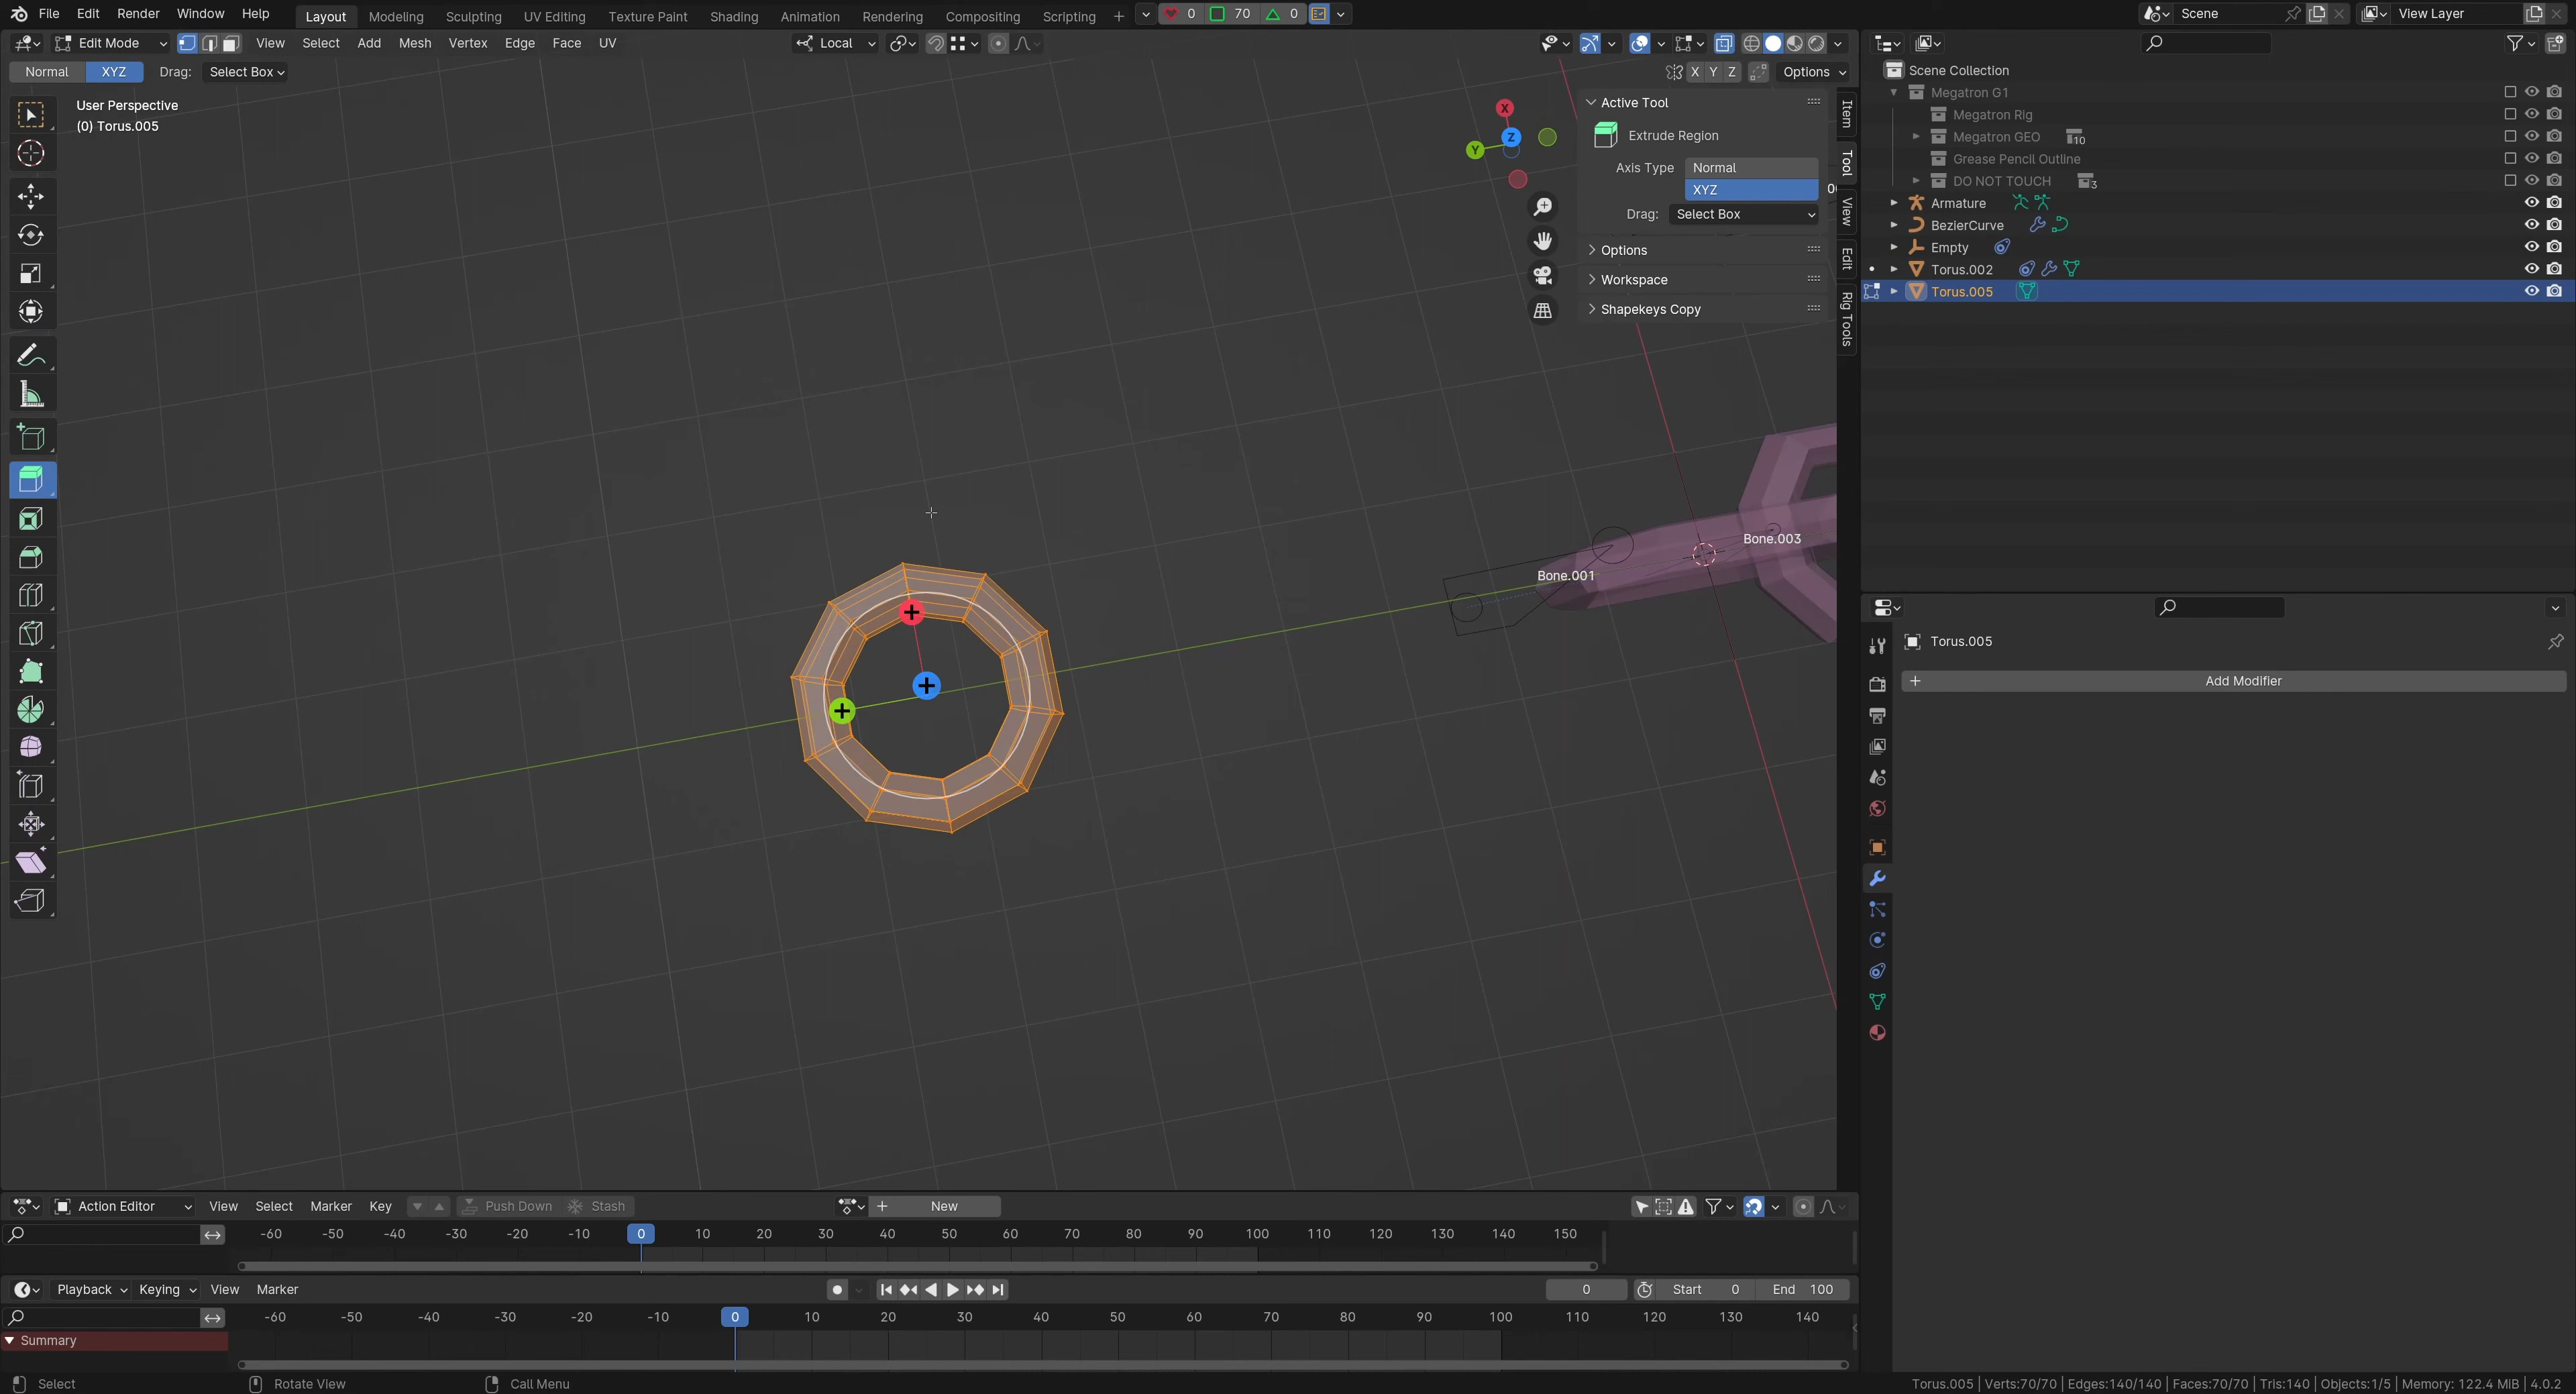 File Edit Render Window Help Layout Modeling Sculpting UV Editing Texture Paint Shading Animation Rendering Compositing Scripting + 0 70 0 Scene View Layer
Edit Mode View Select Add Mesh Vertex Edge Face UV Local
Normal XYZ Drag: Select Box X Y Z Options
User Perspective
(0) Torus.005
X
Y
Z
Active Tool
Extrude Region
Axis Type Normal
XYZ
Drag: Select Box
Options
Workspace
Shapekeys Copy
Item
Tool
View
Edit
Rig Tools
Scene Collection
Megatron G1
Megatron Rig
Megatron GEO 10
Grease Pencil Outline
DO NOT TOUCH 3
Armature
BezierCurve
Empty
Torus.002
Torus.005
Bone.003
Bone.001
Torus.005
+ Add Modifier
Action Editor View Select Marker Key Push Down Stash + New
-60 -50 -40 -30 -20 -10 0 10 20 30 40 50 60 70 80 90 100 110 120 130 140 150
Playback Keying View Marker 0 Start 0 End 100
-60 -50 -40 -30 -20 -10 0 10 20 30 40 50 60 70 80 90 100 110 120 130 140
Summary
Select Rotate View Call Menu Torus.005 | Verts:70/70 | Edges:140/140 | Faces:70/70 | Tris:140 | Objects:1/5 | Memory: 122.4 MiB | 4.0.2